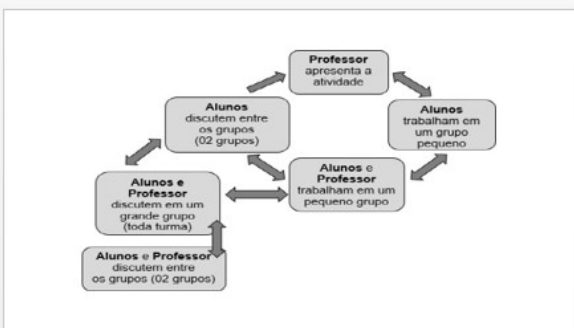 Professor
apresenta a
atividade
Alunos
discutem entre
os grupos
(02 grupos)
Alunos
trabalham em
um grupo
pequeno
Alunos e
Professor
trabalham em um
pequeno grupo
Alunos e
Professor
discutem em um
grande grupo
(toda turma)
Alunos e Professor
discutem entre
os grupos (02 grupos)